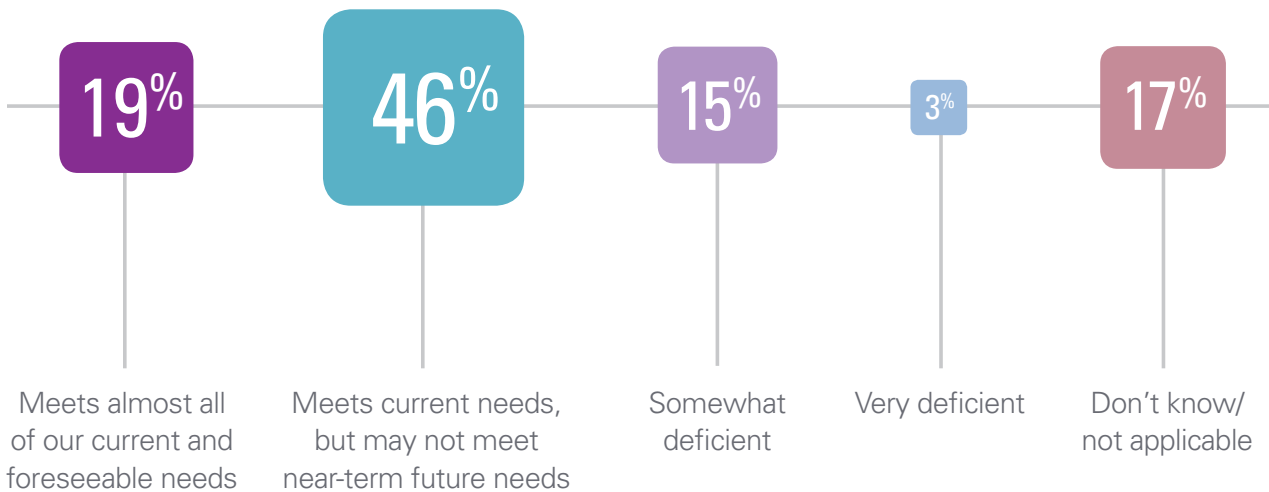 19%
46%
15%
3%
17%
Meets almost all
of our current and
foreseeable needs
Meets current needs,
but may not meet
near-term future needs
Somewhat
deficient
Very deficient
Don’t know/
not applicable